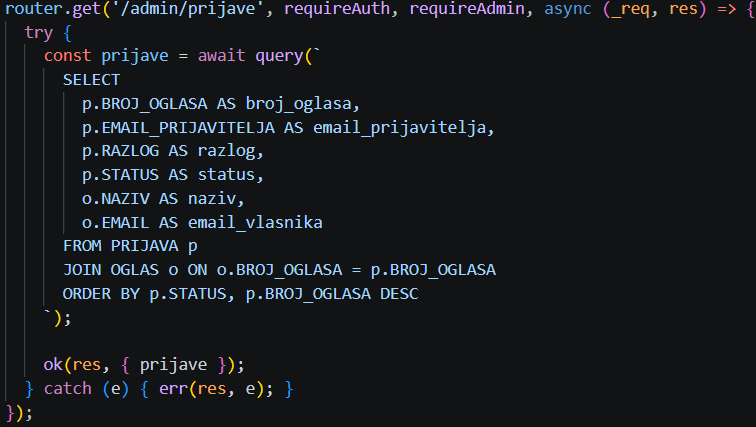 router.get('/admin/prijave', requireAuth, requireAdmin, async (_req, res) => {
  try {
    const prijave = await query(`
      SELECT
        p.BROJ_OGLASA AS broj_oglasa,
        p.EMAIL_PRIJAVITELJA AS email_prijavitelja,
        p.RAZLOG AS razlog,
        p.STATUS AS status,
        o.NAZIV AS naziv,
        o.EMAIL AS email_vlasnika
      FROM PRIJAVA p
      JOIN OGLAS o ON o.BROJ_OGLASA = p.BROJ_OGLASA
      ORDER BY p.STATUS, p.BROJ_OGLASA DESC
    `);

    ok(res, { prijave });
  } catch (e) { err(res, e); }
});